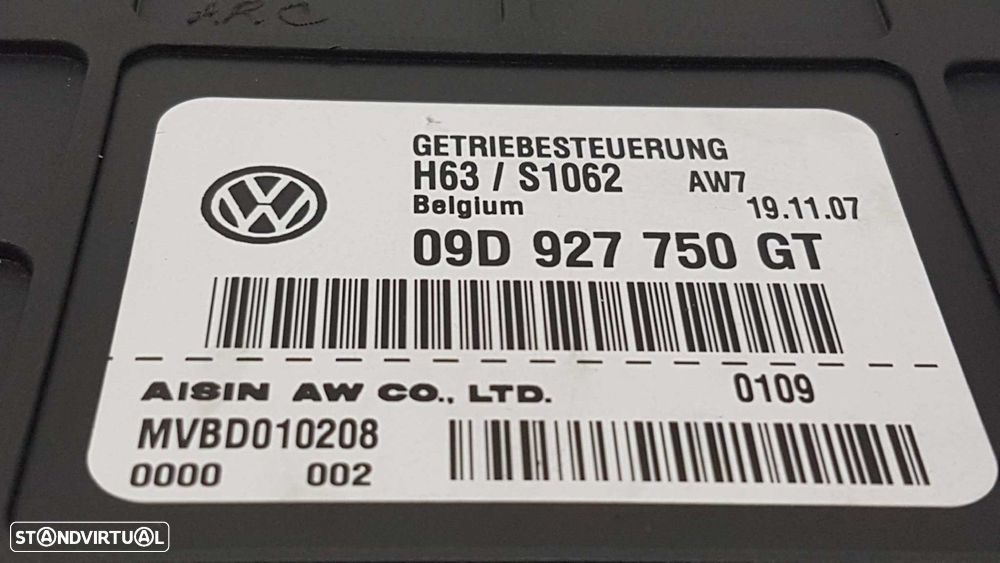 A.P.C
GETRIEBESTEUERUNG
H63 / S1062 AW7
Belgium 19.11.07
09D 927 750 GT
AISIN AW CO., LTD. 0109
MVBD010208
0000 002
STANDVIRTUAL